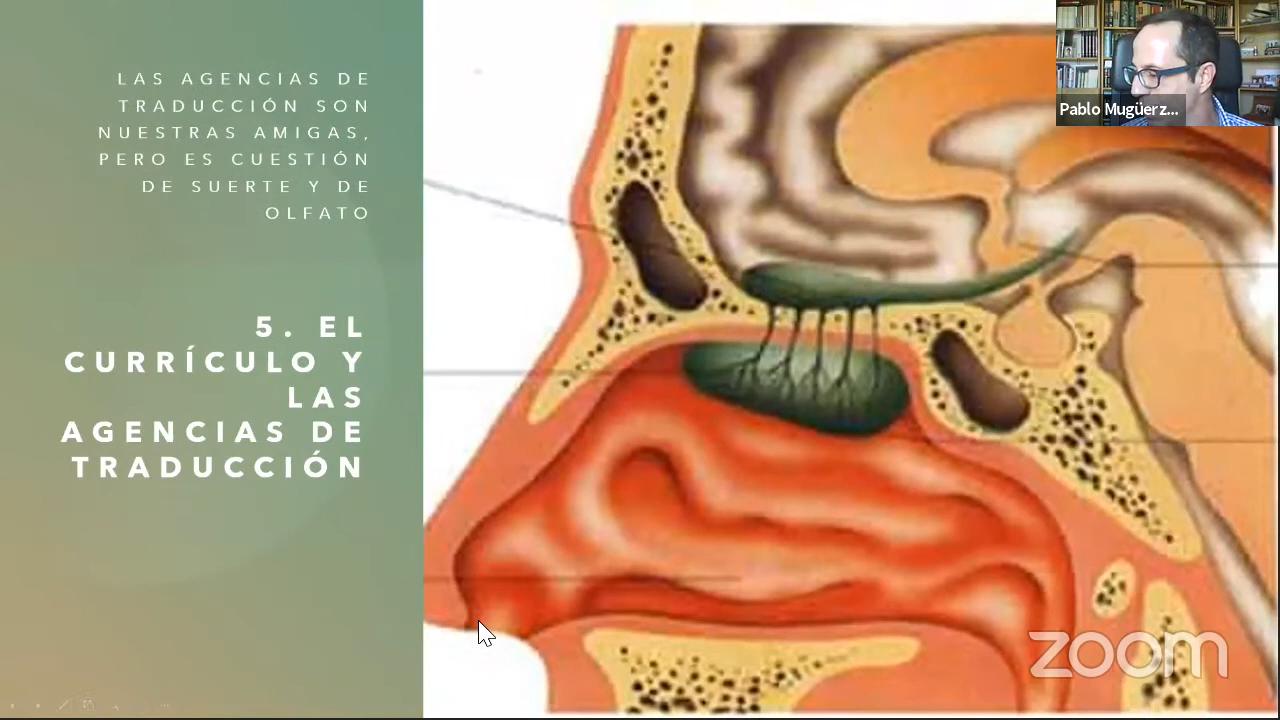 LAS AGENCIAS DE
TRADUCCIÓN SON
NUESTRAS AMIGAS,
PERO ES CUESTIÓN
DE SUERTE Y DE
OLFATO
5. EL
CURRÍCULO Y
LAS
AGENCIAS DE
TRADUCCIÓN
Pablo Mugüerz...
zoom